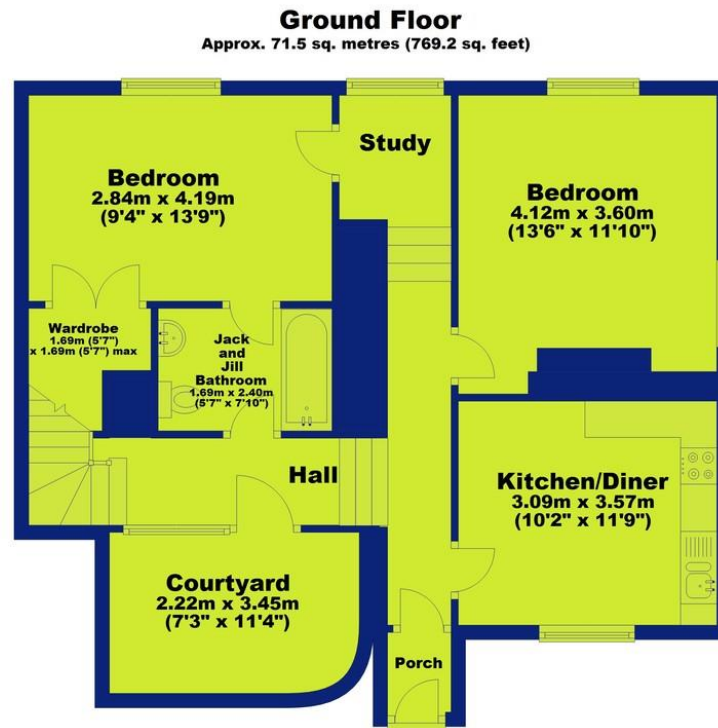 Ground Floor
Approx. 71.5 sq. metres (769.2 sq. feet)
Study
Bedroom
2.84m x 4.19m
(9'4" x 13'9")
Bedroom
4.12m x 3.60m
(13'6" x 11'10")
Wardrobe
1.69m (5'7")
x 1.69m (5'7") max
Jack
and
Jill
Bathroom
1.69m x 2.40m
(5'7" x 7'10")
Hall
Kitchen/Diner
3.09m x 3.57m
(10'2" x 11'9")
Courtyard
2.22m x 3.45m
(7'3" x 11'4")
Porch